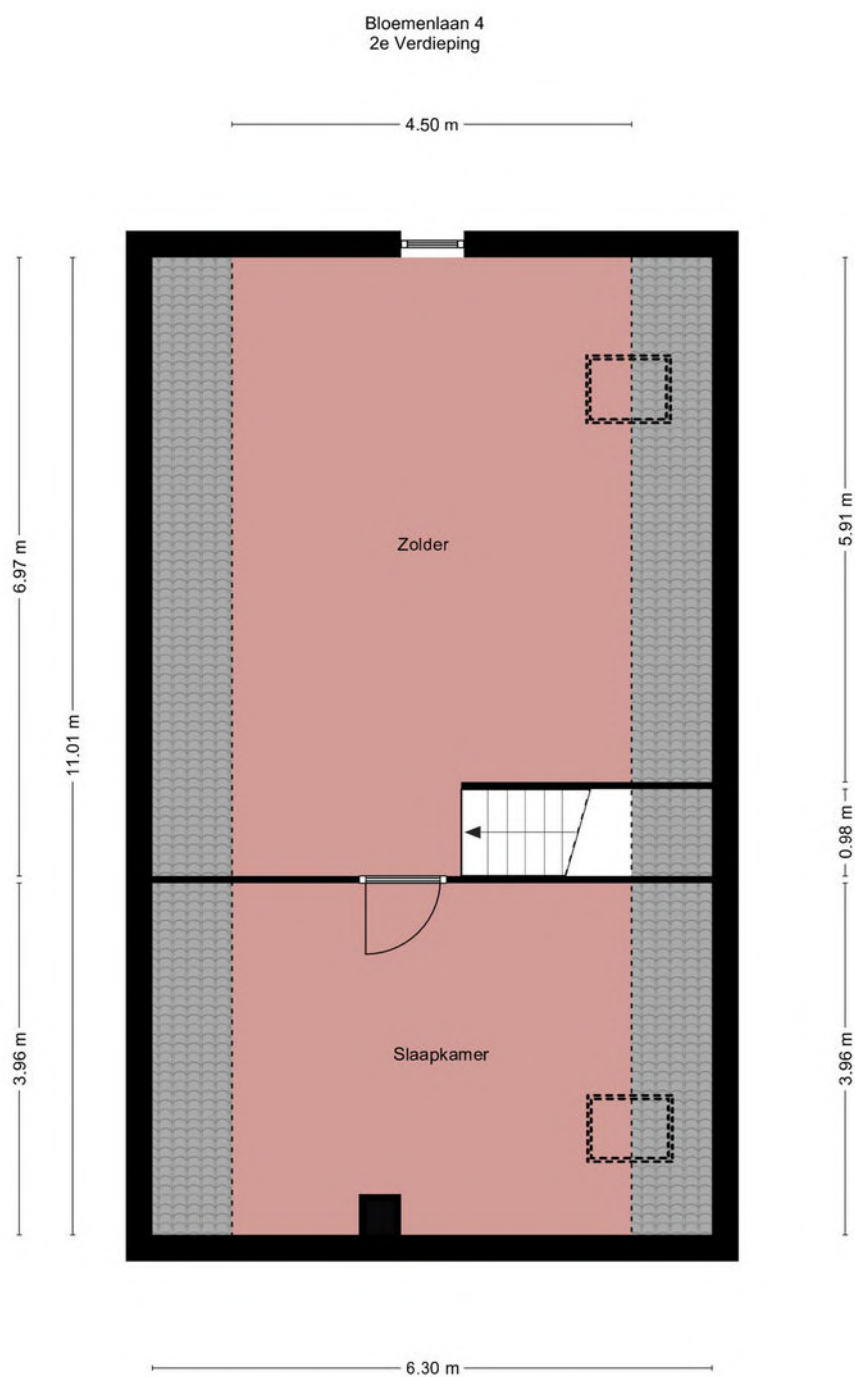 Bloemenlaan 4
2e Verdieping
4.50 m
6.97 m
11.01 m
5.91 m
Zolder
0.98 m
3.96 m
Slaapkamer
3.96 m
6.30 m